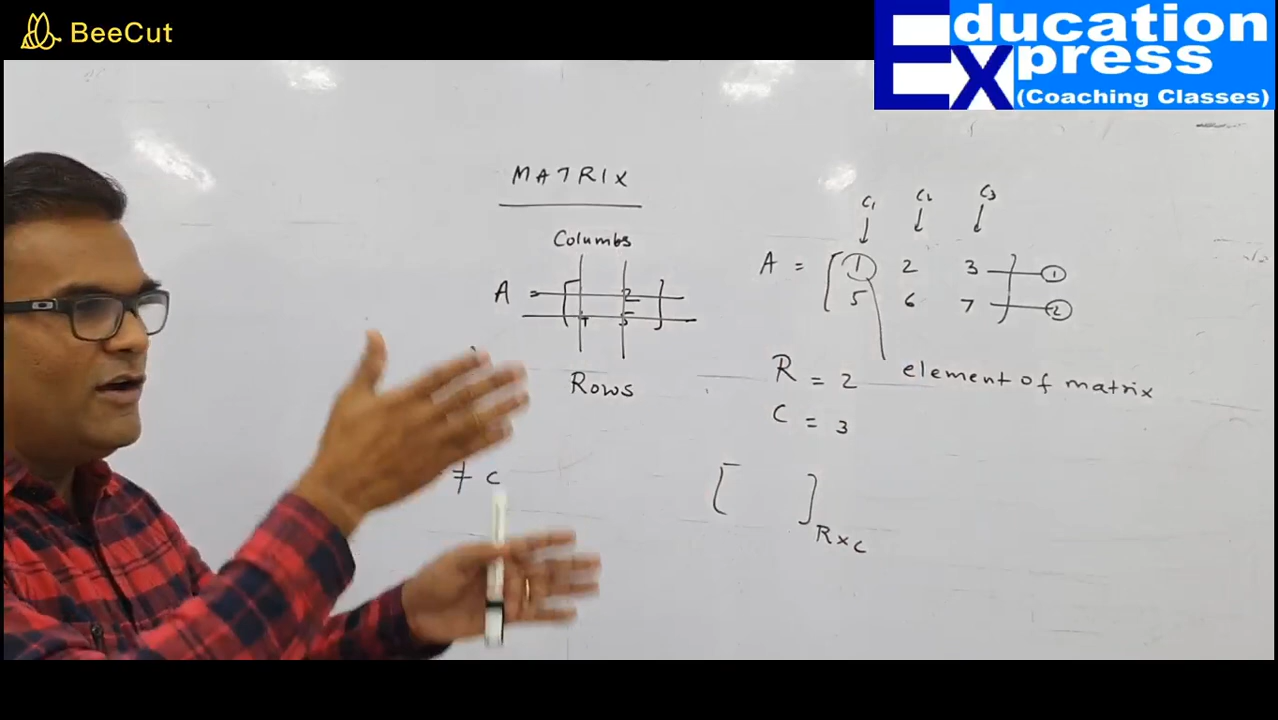 BeeCut
Education
Express
(Coaching Classes)
MATRIX
Columbs
A =
Rows
≠ c
C1 C2 C3
A = [1 2 3] 1
5 6 7 2
R = 2
C = 3
element of matrix
[ ]R×C